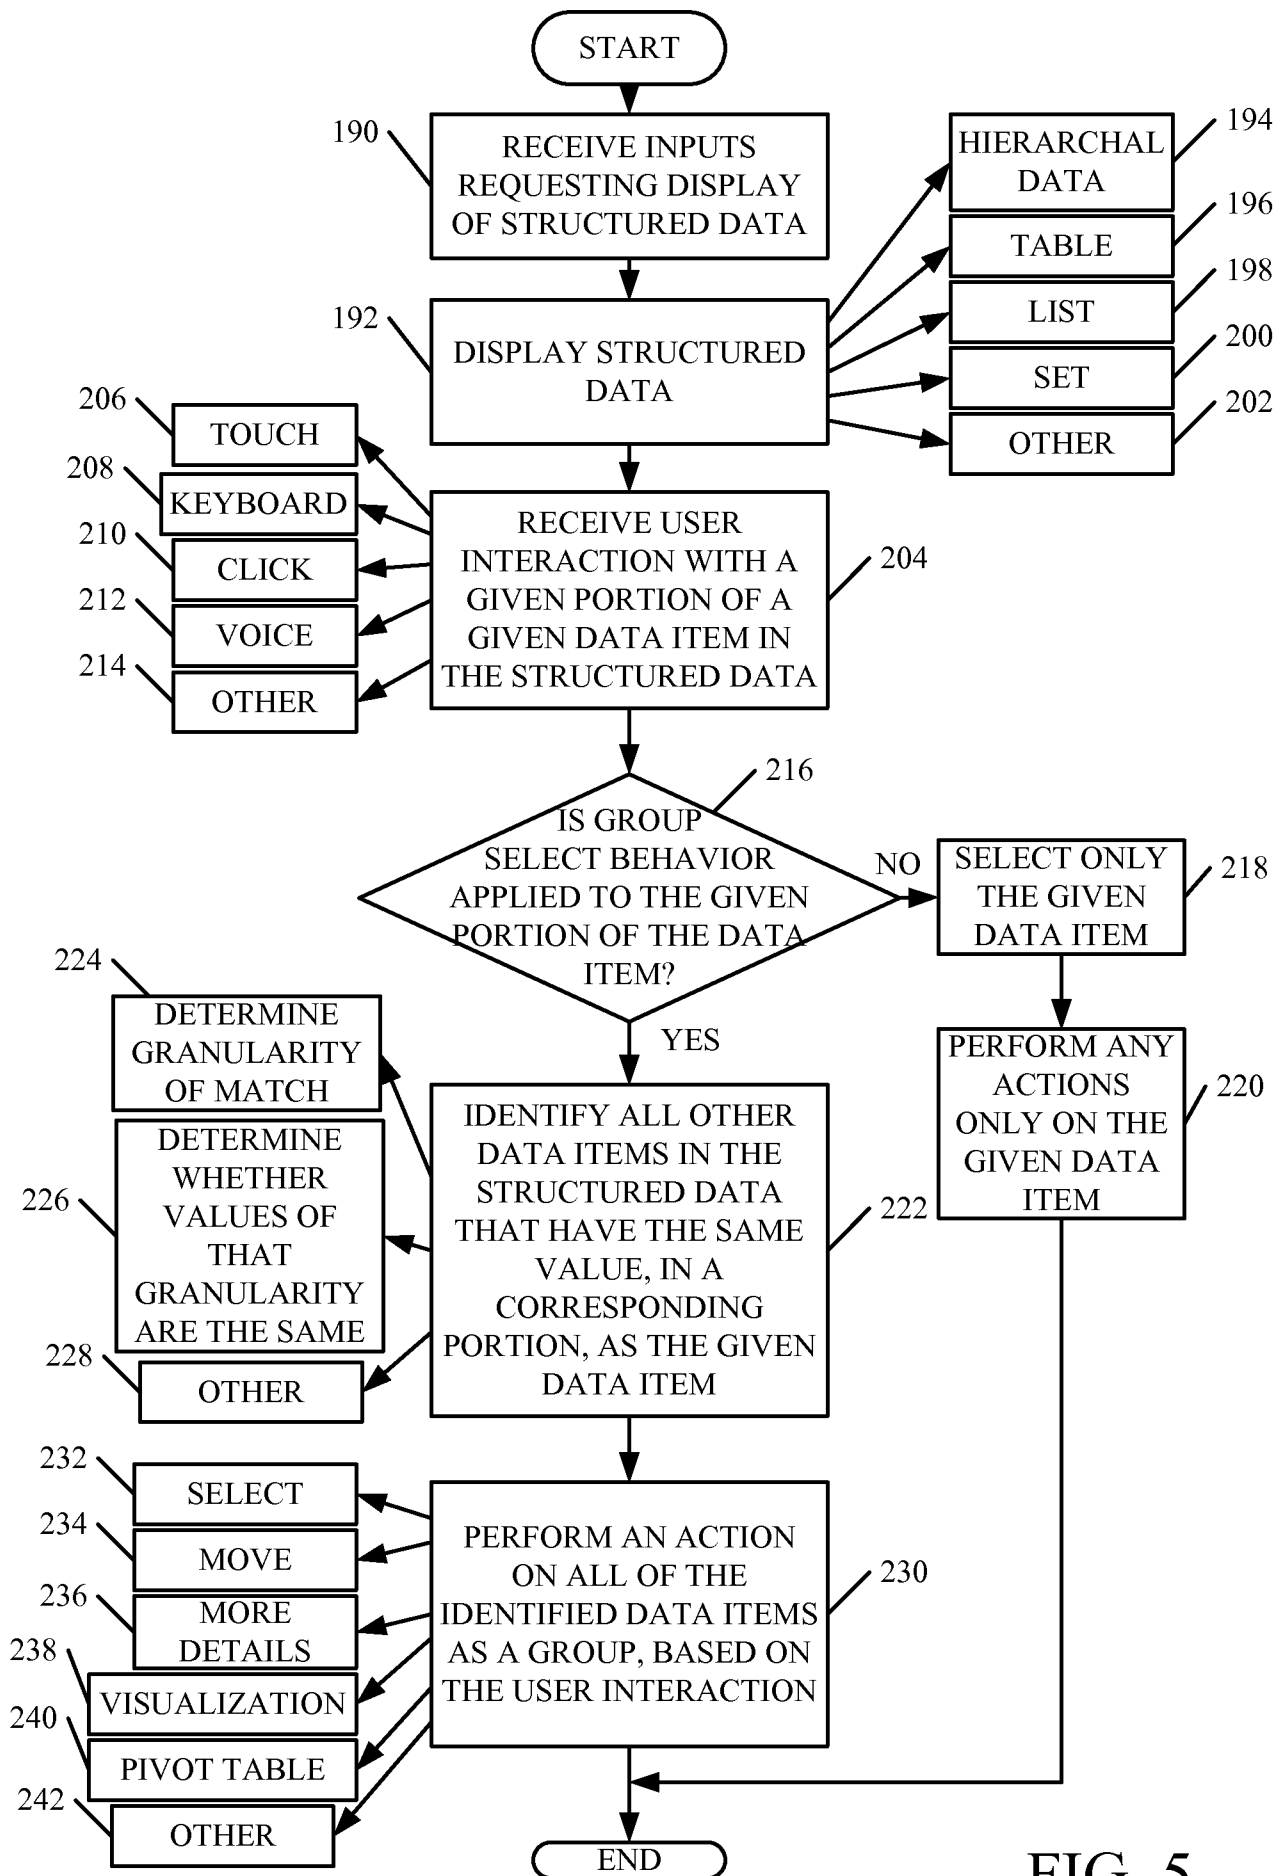 START
190
RECEIVE INPUTS
REQUESTING DISPLAY
OF STRUCTURED DATA
194
HIERARCHAL
DATA
196
TABLE
198
LIST
200
SET
202
OTHER
192
DISPLAY STRUCTURED
DATA
206
TOUCH
208
KEYBOARD
210
CLICK
212
VOICE
214
OTHER
RECEIVE USER
INTERACTION WITH A
GIVEN PORTION OF A
GIVEN DATA ITEM IN
THE STRUCTURED DATA
204
216
IS GROUP
SELECT BEHAVIOR
APPLIED TO THE GIVEN
PORTION OF THE DATA
ITEM?
NO
SELECT ONLY
THE GIVEN
DATA ITEM
218
YES
PERFORM ANY
ACTIONS
ONLY ON THE
GIVEN DATA
ITEM
220
224
DETERMINE
GRANULARITY
OF MATCH
226
DETERMINE
WHETHER
VALUES OF
THAT
GRANULARITY
ARE THE SAME
228
OTHER
IDENTIFY ALL OTHER
DATA ITEMS IN THE
STRUCTURED DATA
THAT HAVE THE SAME
VALUE, IN A
CORRESPONDING
PORTION, AS THE GIVEN
DATA ITEM
222
232
SELECT
234
MOVE
236
MORE
DETAILS
238
VISUALIZATION
240
PIVOT TABLE
242
OTHER
PERFORM AN ACTION
ON ALL OF THE
IDENTIFIED DATA ITEMS
AS A GROUP, BASED ON
THE USER INTERACTION
230
END
FIG. 5